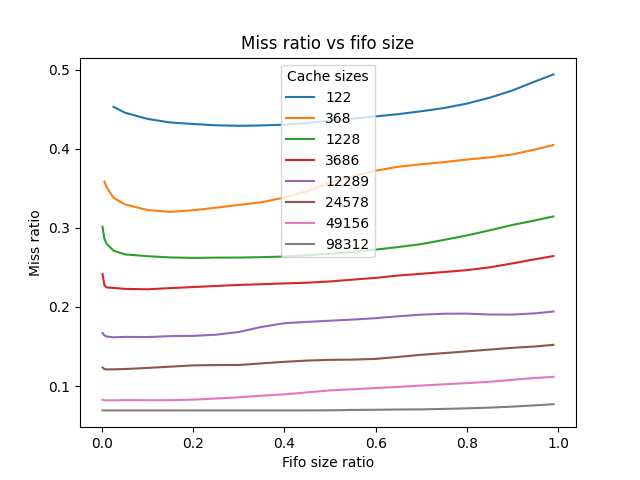 Miss ratio vs fifo size
Cache sizes
122
368
1228
3686
12289
24578
49156
98312
Miss ratio
0.5
0.4
0.3
0.2
0.1
0.0 0.2 0.4 0.6 0.8 1.0
Fifo size ratio